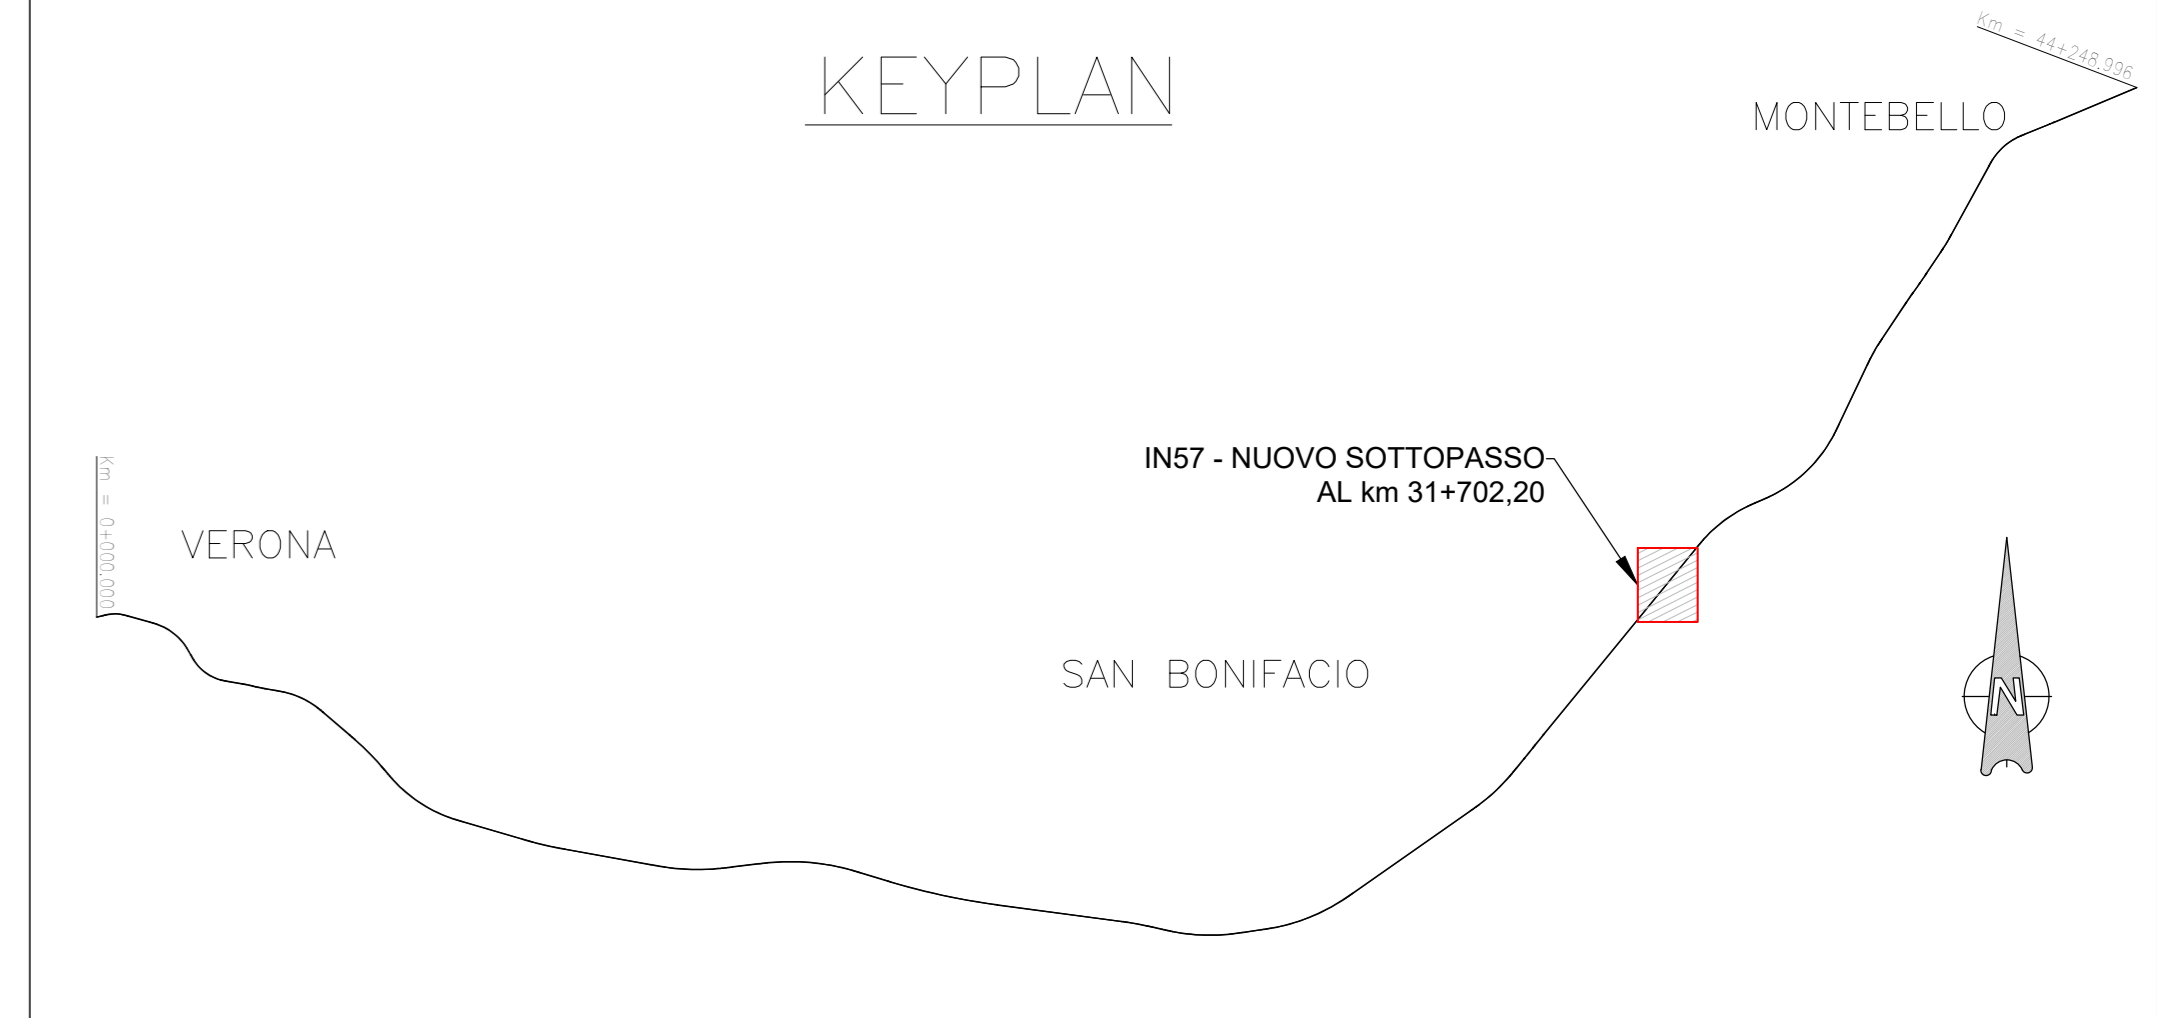 KEYPLAN
Km = 44+248.996
MONTEBELLO
IN57 - NUOVO SOTTOPASSO
AL km 31+702,20
Km = 0+000.000
VERONA
SAN BONIFACIO
N